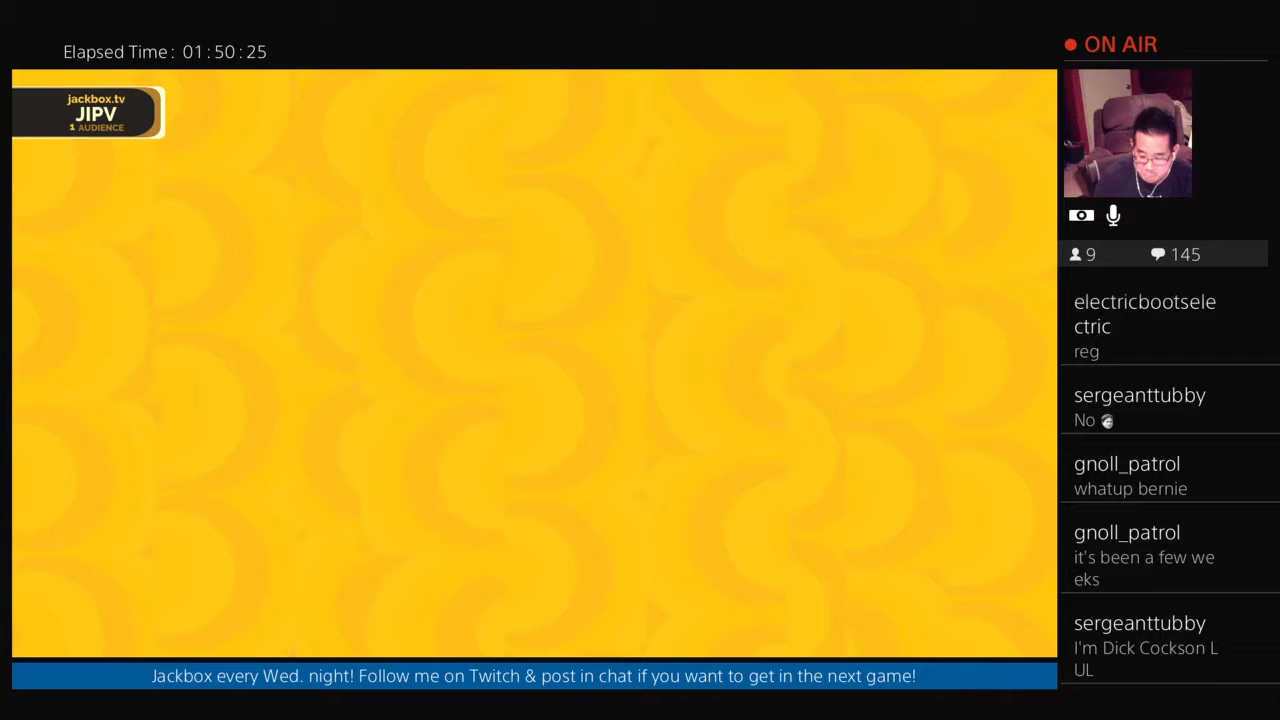 Elapsed Time: 01:50:25
ON AIR
jackbox.tv
JIPV
1 AUDIENCE
9
145
electricbootsele
ctric
reg
sergeanttubby
No
gnoll_patrol
whatup bernie
gnoll_patrol
it's been a few we
eks
sergeanttubby
I'm Dick Cockson L
UL
Jackbox every Wed. night! Follow me on Twitch & post in chat if you want to get in the next game!